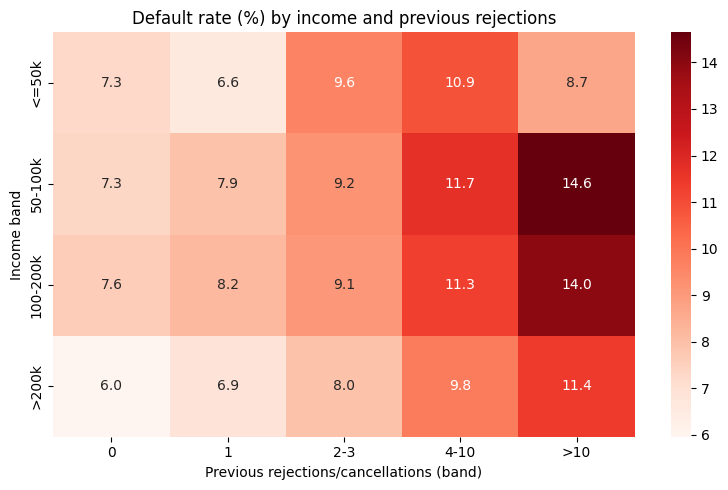 Default rate (%) by income and previous rejections
Income band
<=50k
7.3 6.6 9.6 10.9 8.7
50-100k
7.3 7.9 9.2 11.7 14.6
100-200k
7.6 8.2 9.1 11.3 14.0
>200k
6.0 6.9 8.0 9.8 11.4
0 1 2-3 4-10 >10
Previous rejections/cancellations (band)
14
13
12
11
10
9
8
7
6